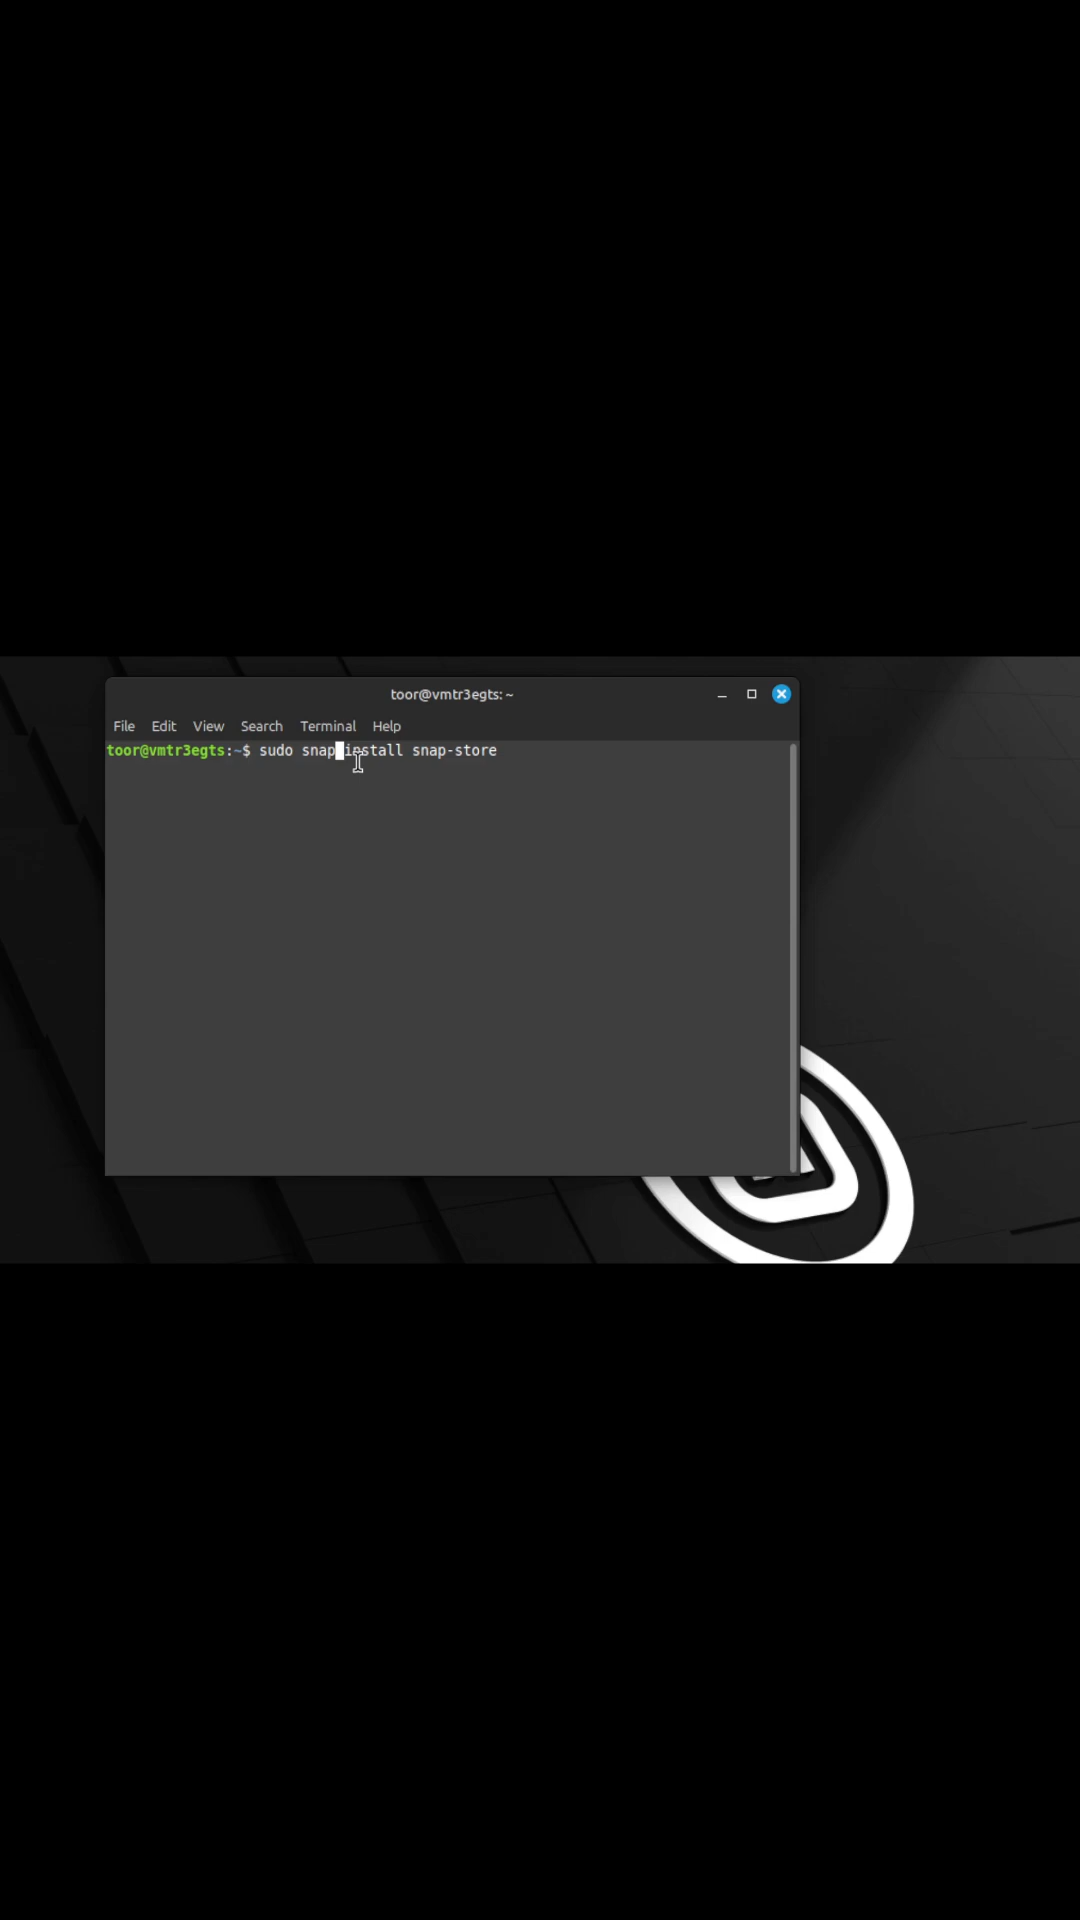 toor@vmtr3egts: ~
File Edit View Search Terminal Help
toor@vmtr3egts:~$ sudo snap install snap-store